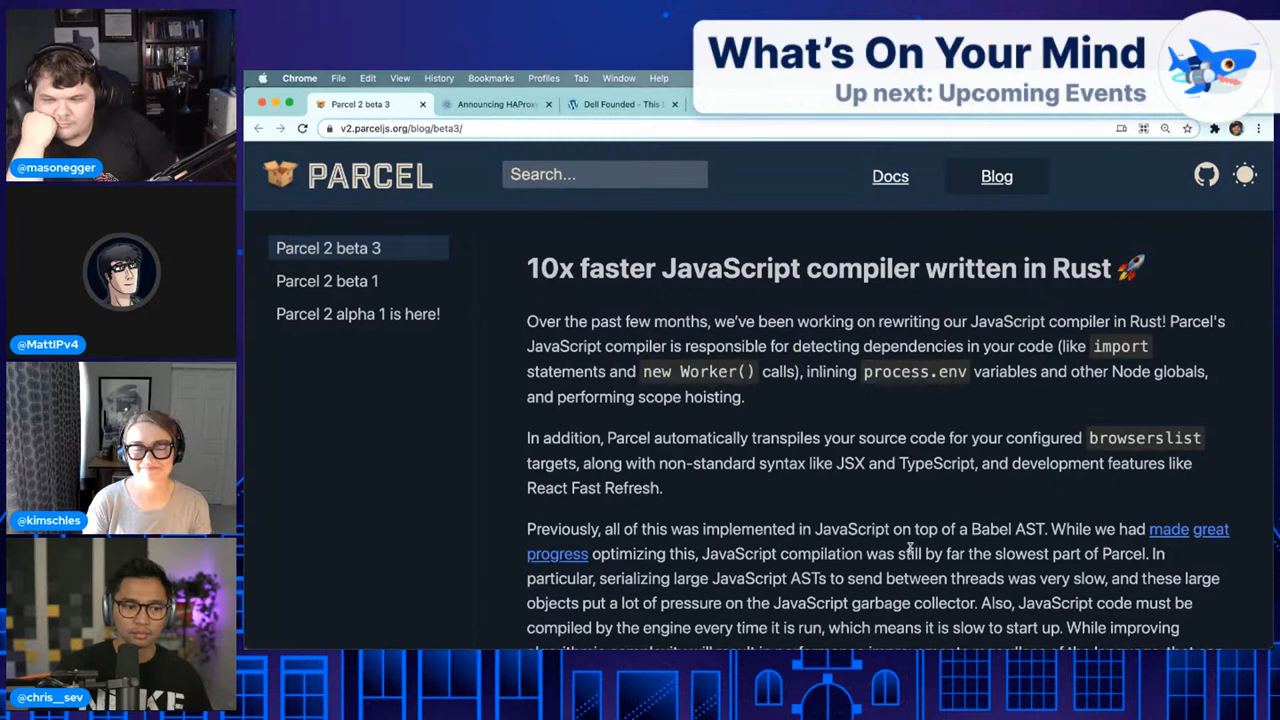 What's On Your Mind
Up next: Upcoming Events
@masonegger
@MattIPv4
@kimschles
@chris__sev
NIKE
Chrome File Edit View History Bookmarks Profiles Tab Window Help
Parcel 2 beta 3
Announcing HAProxy
Dell Founded – This
v2.parceljs.org/blog/beta3/
PARCEL
Search...
Docs
Blog
Parcel 2 beta 3
Parcel 2 beta 1
Parcel 2 alpha 1 is here!
10x faster JavaScript compiler written in Rust 🚀
Over the past few months, we've been working on rewriting our JavaScript compiler in Rust! Parcel's
JavaScript compiler is responsible for detecting dependencies in your code (like import
statements and new Worker() calls), inlining process.env variables and other Node globals,
and performing scope hoisting.
In addition, Parcel automatically transpiles your source code for your configured browserslist
targets, along with non-standard syntax like JSX and TypeScript, and development features like
React Fast Refresh.
Previously, all of this was implemented in JavaScript on top of a Babel AST. While we had made great
progress optimizing this, JavaScript compilation was still by far the slowest part of Parcel. In
particular, serializing large JavaScript ASTs to send between threads was very slow, and these large
objects put a lot of pressure on the JavaScript garbage collector. Also, JavaScript code must be
compiled by the engine every time it is run, which means it is slow to start up. While improving